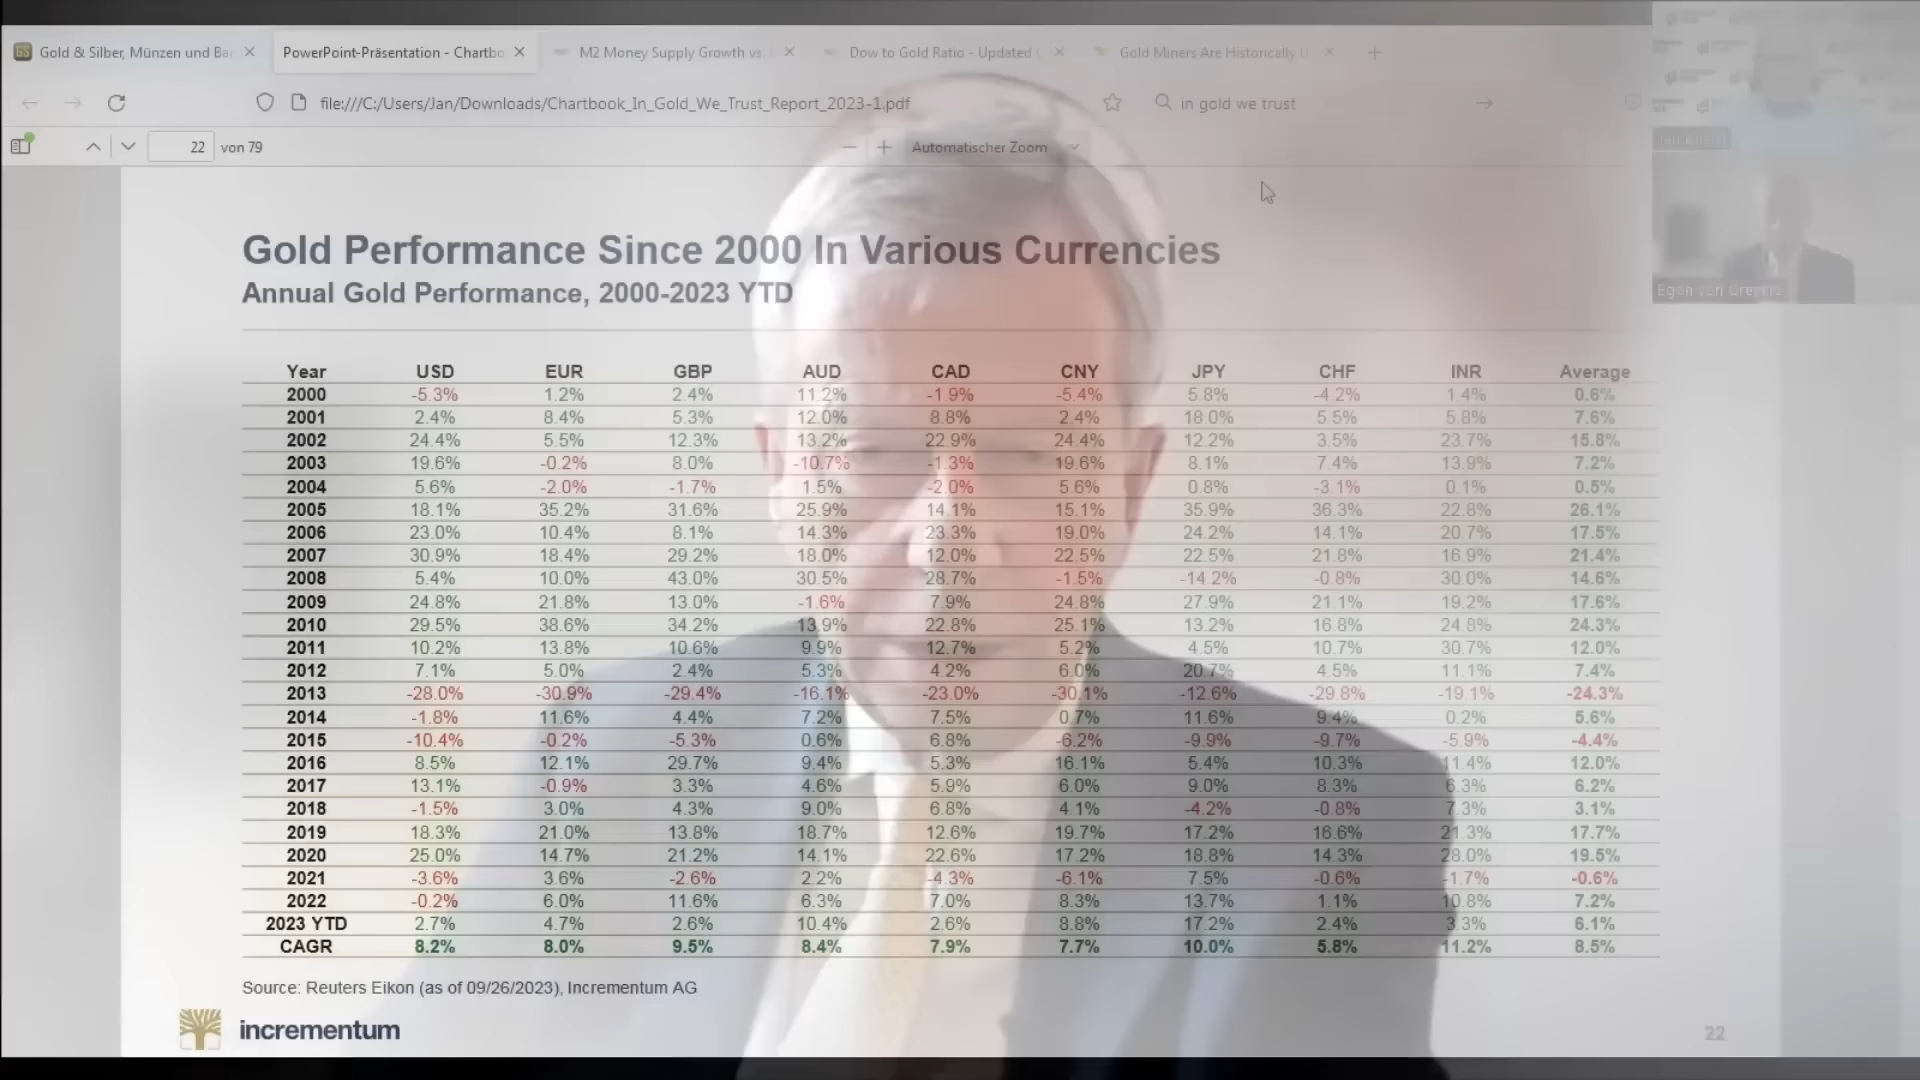 Gold & Silber, Münzen und Ba
PowerPoint-Präsentation - Chartbo
M2 Money Supply Growth vs.
Dow to Gold Ratio - Updated
Gold Miners Are Historically
file:///C:/Users/Jan/Downloads/Chartbook_In_Gold_We_Trust_Report_2023-1.pdf
in gold we trust
22 von 79
Automatischer Zoom
Egon von Greyerz
Gold Performance Since 2000 In Various Currencies
Annual Gold Performance, 2000-2023 YTD
Year USD EUR GBP AUD CAD CNY JPY CHF INR Average
2000 -5.3% 1.2% 2.4% 11.2% -1.9% -5.4% 5.8% -4.2% 1.4% 0.6%
2001 2.4% 8.4% 5.3% 12.0% 8.8% 2.4% 18.0% 5.5% 5.8% 7.6%
2002 24.4% 5.5% 12.3% 13.2% 22.9% 24.4% 12.2% 3.5% 23.7% 15.8%
2003 19.6% -0.2% 8.0% -10.7% -1.3% 19.6% 8.1% 7.4% 13.9% 7.2%
2004 5.6% -2.0% -1.7% 1.5% -2.0% 5.6% 0.8% -3.1% 0.1% 0.5%
2005 18.1% 35.2% 31.6% 25.9% 14.1% 15.1% 35.9% 36.3% 22.8% 26.1%
2006 23.0% 10.4% 8.1% 14.3% 23.3% 19.0% 24.2% 14.1% 20.7% 17.5%
2007 30.9% 18.4% 29.2% 18.0% 12.0% 22.5% 22.5% 21.8% 16.9% 21.4%
2008 5.4% 10.0% 43.0% 30.5% 28.7% -1.5% -14.2% -0.8% 30.0% 14.6%
2009 24.8% 21.8% 13.0% -1.6% 7.9% 24.8% 27.9% 21.1% 19.2% 17.6%
2010 29.5% 38.6% 34.2% 13.9% 22.8% 25.1% 13.2% 16.8% 24.8% 24.3%
2011 10.2% 13.8% 10.6% 9.9% 12.7% 5.2% 4.5% 10.7% 30.7% 12.0%
2012 7.1% 5.0% 2.4% 5.3% 4.2% 6.0% 20.7% 4.5% 11.1% 7.4%
2013 -28.0% -30.9% -29.4% -16.1% -23.0% -30.1% -12.6% -29.8% -19.1% -24.3%
2014 -1.8% 11.6% 4.4% 7.2% 7.5% 0.7% 11.6% 9.4% 0.2% 5.6%
2015 -10.4% -0.2% -5.3% 0.6% 6.8% -6.2% -9.9% -9.7% -5.9% -4.4%
2016 8.5% 12.1% 29.7% 9.4% 5.3% 16.1% 5.4% 10.3% 11.4% 12.0%
2017 13.1% -0.9% 3.3% 4.6% 5.9% 6.0% 9.0% 8.3% 6.3% 6.2%
2018 -1.5% 3.0% 4.3% 9.0% 6.8% 4.1% -4.2% -0.8% 7.3% 3.1%
2019 18.3% 21.0% 13.8% 18.7% 12.6% 19.7% 17.2% 16.6% 21.3% 17.7%
2020 25.0% 14.7% 21.2% 14.1% 22.6% 17.2% 18.8% 14.3% 28.0% 19.5%
2021 -3.6% 3.6% -2.6% 2.2% -4.3% -6.1% 7.5% -0.6% -1.7% -0.6%
2022 -0.2% 6.0% 11.6% 6.3% 7.0% 8.3% 13.7% 1.1% 10.8% 7.2%
2023 YTD 2.7% 4.7% 2.6% 10.4% 2.6% 8.8% 17.2% 2.4% 3.3% 6.1%
CAGR 8.2% 8.0% 9.5% 8.4% 7.9% 7.7% 10.0% 5.8% 11.2% 8.5%
Source: Reuters Eikon (as of 09/26/2023), Incrementum AG
incrementum
22